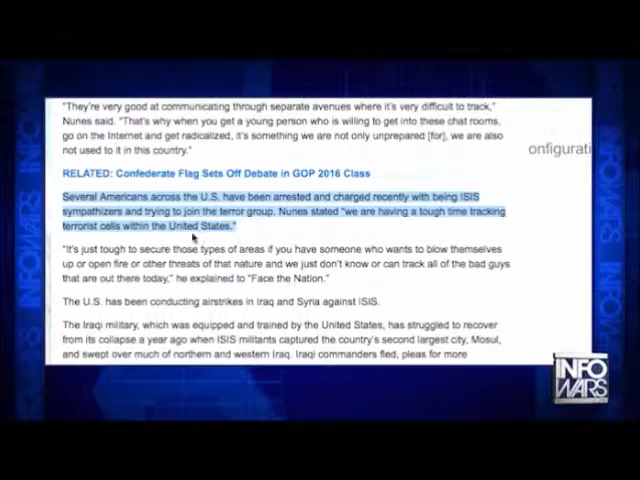 "They're very good at communicating through separate avenues where it's very difficult to track,"
Nunes said. "That's why when you get a young person who is willing to get into these chat rooms,
go on the Internet and get radicalized, it's something we are not only unprepared [for], we are also
not used to it in this country."
onfigurati
RELATED: Confederate Flag Sets Off Debate in GOP 2016 Class
Several Americans across the U.S. have been arrested and charged recently with being ISIS
sympathizers and trying to join the terror group. Nunes stated "we are having a tough time tracking
terrorist cells within the United States."
"It's just tough to secure those types of areas if you have someone who wants to blow themselves
up or open fire or other threats of that nature and we just don't know or can track all of the bad guys
that are out there today," he explained to "Face the Nation."
The U.S. has been conducting airstrikes in Iraq and Syria against ISIS.
The Iraqi military, which was equipped and trained by the United States, has struggled to recover
from its collapse a year ago when ISIS militants captured the country's second largest city, Mosul,
and swept over much of northern and western Iraq. Iraqi commanders fled, pleas for more
INFO
WARS
INFOWARS
INFOWARS